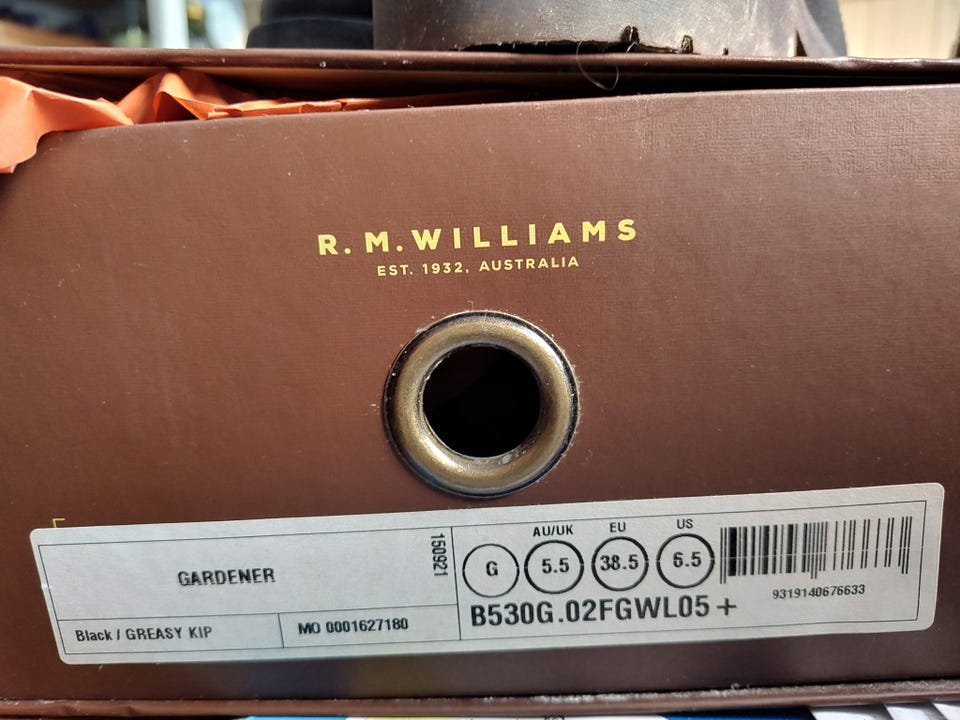 R. M. WILLIAMS
EST. 1932, AUSTRALIA
GARDENER
150921
Black / GREASY KIP
MO 0001627180
G
AU/UK
5.5
EU
38.5
US
6.5
B530G.02FGWL05 +
9319140676633